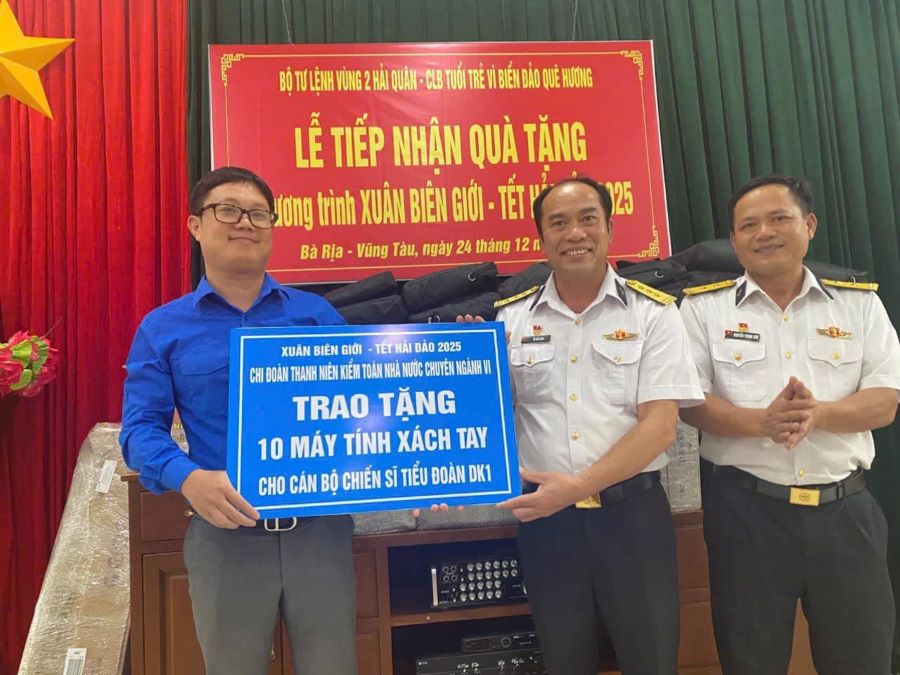 BỘ TƯ LỆNH VÙNG 2 HẢI QUÂN - CLB TUỔI TRẺ VÌ BIỂN ĐẢO QUÊ HƯƠNG
LỄ TIẾP NHẬN QUÀ TẶNG
ương trình XUÂN BIÊN GIỚI - TẾT HẢ 2025
Bà Rịa - Vũng Tàu, ngày 24 tháng 12 n
XUÂN BIÊN GIỚI - TẾT HẢI ĐẢO 2025
CHI ĐOÀN THANH NIÊN KIỂM TOÁN NHÀ NƯỚC CHUYÊN NGÀNH VI
TRAO TẶNG
10 MÁY TÍNH XÁCH TAY
CHO CÁN BỘ CHIẾN SĨ TIỂU ĐOÀN DK1